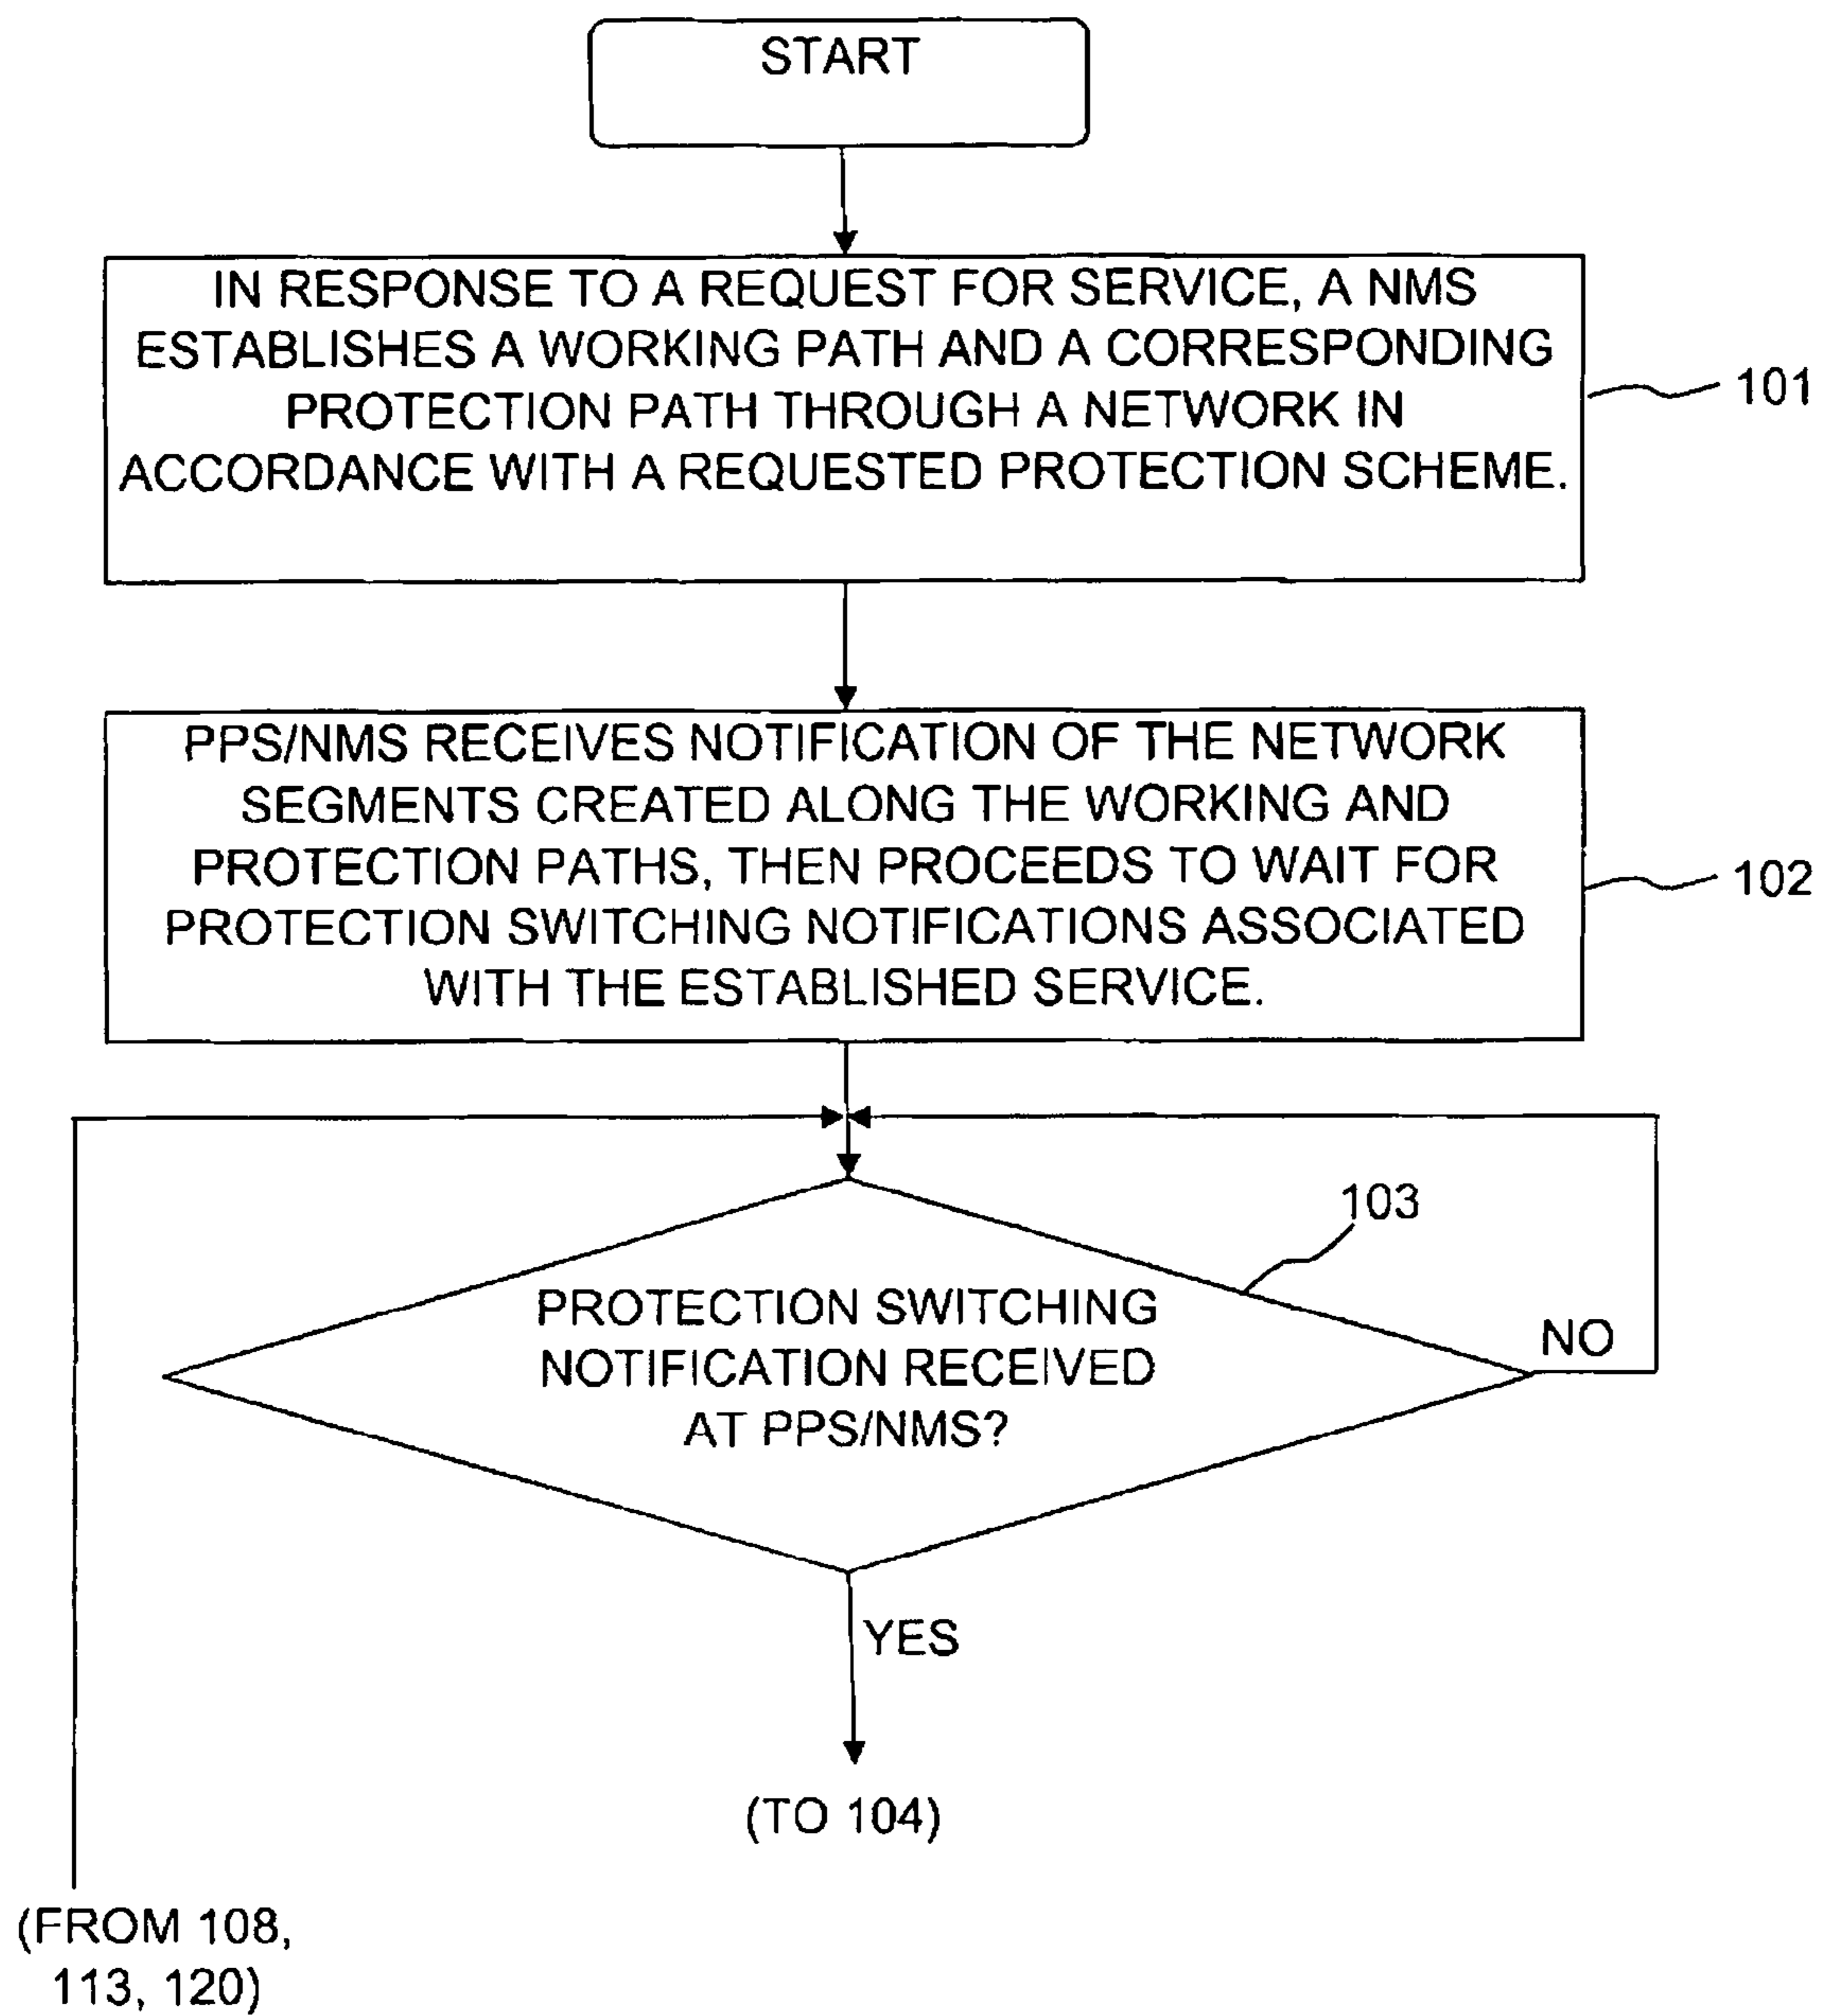 START
IN RESPONSE TO A REQUEST FOR SERVICE, A NMS
ESTABLISHES A WORKING PATH AND A CORRESPONDING
PROTECTION PATH THROUGH A NETWORK IN
ACCORDANCE WITH A REQUESTED PROTECTION SCHEME.
101
PPS/NMS RECEIVES NOTIFICATION OF THE NETWORK
SEGMENTS CREATED ALONG THE WORKING AND
PROTECTION PATHS, THEN PROCEEDS TO WAIT FOR
PROTECTION SWITCHING NOTIFICATIONS ASSOCIATED
WITH THE ESTABLISHED SERVICE.
102
103
PROTECTION SWITCHING
NOTIFICATION RECEIVED
AT PPS/NMS?
NO
YES
(TO 104)
(FROM 108,
113, 120)